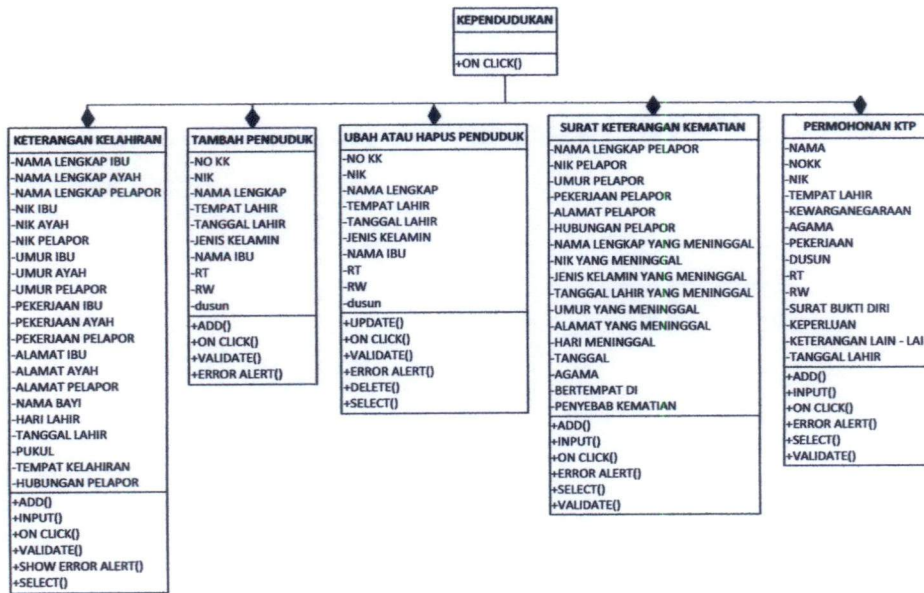 KEPENDUDUKAN
+ON CLICK()
KETERANGAN KELAHIRAN
-NAMA LENGKAP IBU
-NAMA LENGKAP AYAH
-NAMA LENGKAP PELAPOR
-NIK IBU
-NIK AYAH
-NIK PELAPOR
-UMUR IBU
-UMUR AYAH
-UMUR PELAPOR
-PEKERJAAN IBU
-PEKERJAAN AYAH
-PEKERJAAN PELAPOR
-ALAMAT IBU
-ALAMAT AYAH
-ALAMAT PELAPOR
-NAMA BAYI
-HARI LAHIR
-TANGGAL LAHIR
-PUKUL
-TEMPAT KELAHIRAN
-HUBUNGAN PELAPOR
+ADD()
+INPUT()
+ON CLICK()
+VALIDATE()
+SHOW ERROR ALERT()
+SELECT()
TAMBAH PENDUDUK
-NO KK
-NIK
-NAMA LENGKAP
-TEMPAT LAHIR
-TANGGAL LAHIR
-JENIS KELAMIN
-NAMA IBU
-RT
-RW
-dusun
+ADD()
+ON CLICK()
+VALIDATE()
+ERROR ALERT()
UBAH ATAU HAPUS PENDUDUK
-NO KK
-NIK
-NAMA LENGKAP
-TEMPAT LAHIR
-TANGGAL LAHIR
-JENIS KELAMIN
-NAMA IBU
-RT
-RW
-dusun
+UPDATE()
+ON CLICK()
+VALIDATE()
+ERROR ALERT()
+DELETE()
+SELECT()
SURAT KETERANGAN KEMATIAN
-NAMA LENGKAP PELAPOR
-NIK PELAPOR
-UMUR PELAPOR
-PEKERJAAN PELAPOR
-ALAMAT PELAPOR
-HUBUNGAN PELAPOR
-NAMA LENGKAP YANG MENINGGAL
-NIK YANG MENINGGAL
-JENIS KELAMIN YANG MENINGGAL
-TANGGAL LAHIR YANG MENINGGAL
-UMUR YANG MENINGGAL
-ALAMAT YANG MENINGGAL
-HARI MENINGGAL
-TANGGAL
-AGAMA
-BERTEMPAT DI
-PENYEBAB KEMATIAN
+ADD()
+INPUT()
+ON CLICK()
+ERROR ALERT()
+SELECT()
+VALIDATE()
PERMOHONAN KTP
-NAMA
-NOKK
-NIK
-TEMPAT LAHIR
-KEWARGANEGARAAN
-AGAMA
-PEKERJAAN
-DUSUN
-RT
-RW
-SURAT BUKTI DIRI
-KEPERLUAN
-KETERANGAN LAIN - LAI
-TANGGAL LAHIR
+ADD()
+INPUT()
+ON CLICK()
+ERROR ALERT()
+SELECT()
+VALIDATE()